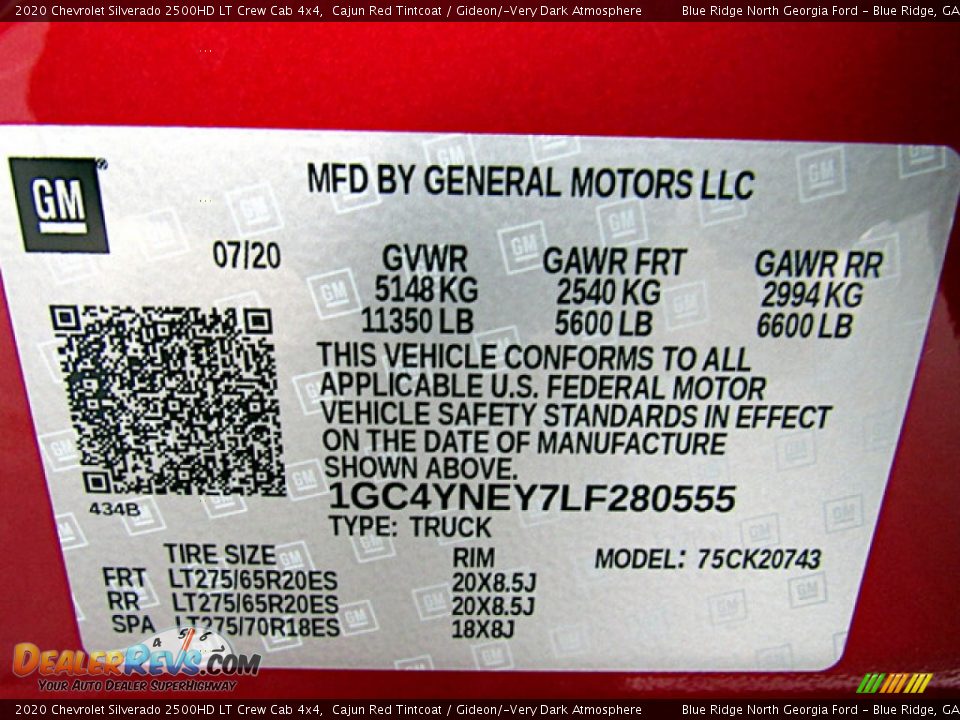 2020 Chevrolet Silverado 2500HD LT Crew Cab 4x4, Cajun Red Tintcoat / Gideon/-Very Dark Atmosphere Blue Ridge North Georgia Ford - Blue Ridge, GA
GM ®
MFD BY GENERAL MOTORS LLC
07/20 GVWR GAWR FRT GAWR RR
5148 KG 2540 KG 2994 KG
11350 LB 5600 LB 6600 LB
THIS VEHICLE CONFORMS TO ALL
APPLICABLE U.S. FEDERAL MOTOR
VEHICLE SAFETY STANDARDS IN EFFECT
ON THE DATE OF MANUFACTURE
SHOWN ABOVE.
434B
1GC4YNEY7LF280555
TYPE: TRUCK
TIRE SIZE RIM MODEL: 75CK20743
FRT LT275/65R20ES 20X8.5J
RR LT275/65R20ES 20X8.5J
SPA LT275/70R18ES 18X8J
4 5 6
DEALERREVS.COM
YOUR AUTO DEALER SUPERHIGHWAY
2020 Chevrolet Silverado 2500HD LT Crew Cab 4x4, Cajun Red Tintcoat / Gideon/-Very Dark Atmosphere Blue Ridge North Georgia Ford - Blue Ridge, GA